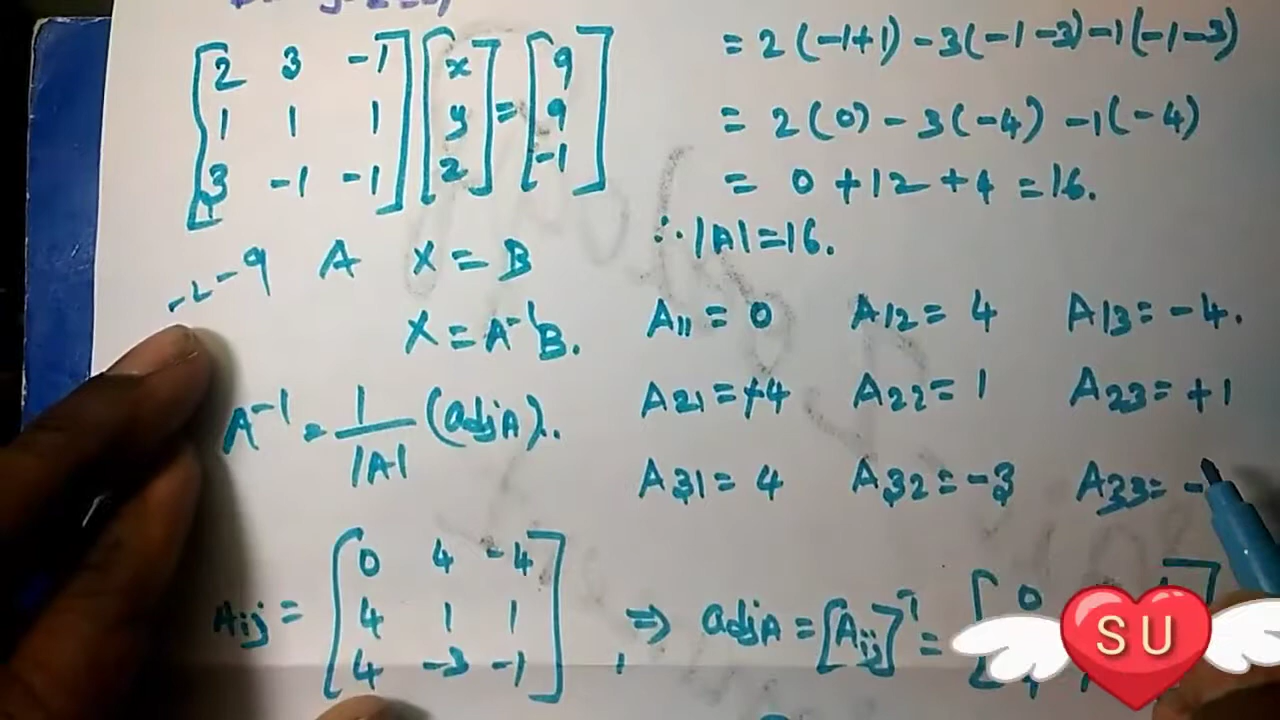 [2 3 -1] [x] = [9]
[1 1 1] [y] [9]
[3 -1 -1] [z] [-1]
-2-9 A X = B
X = A⁻¹B.
A⁻¹ = 1/|A| (adjA).
Aij = [0 4 -4]
[4 1 1]
[4 -3 -1],
= 2(-1+1) -3(-1-3)-1(-1-3)
= 2(0) - 3(-4) -1(-4)
= 0 +12 +4 =16.
∴ |A|=16.
A11 = 0 A12 = 4 A13 = -4.
A21 = +4 A22 = 1 A23 = +1
A31 = 4 A32 = -3 A33 = -
⇒ adjA = [Aij]ᵀ = [0
SU